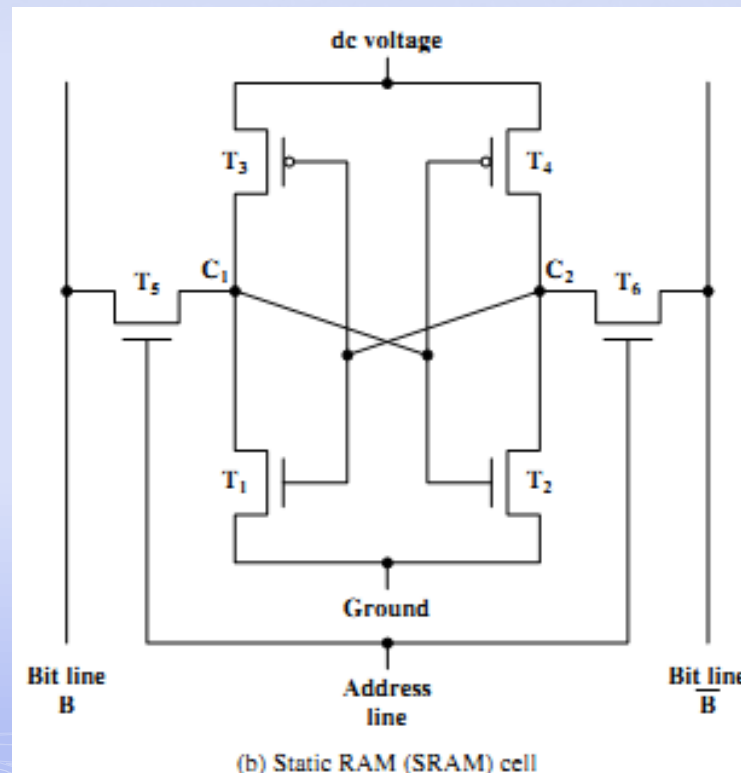 dc voltage
T3
T4
T5
C1
C2
T6
T1
T2
Ground
Bit line
B
Address
line
Bit line
B̅
(b) Static RAM (SRAM) cell